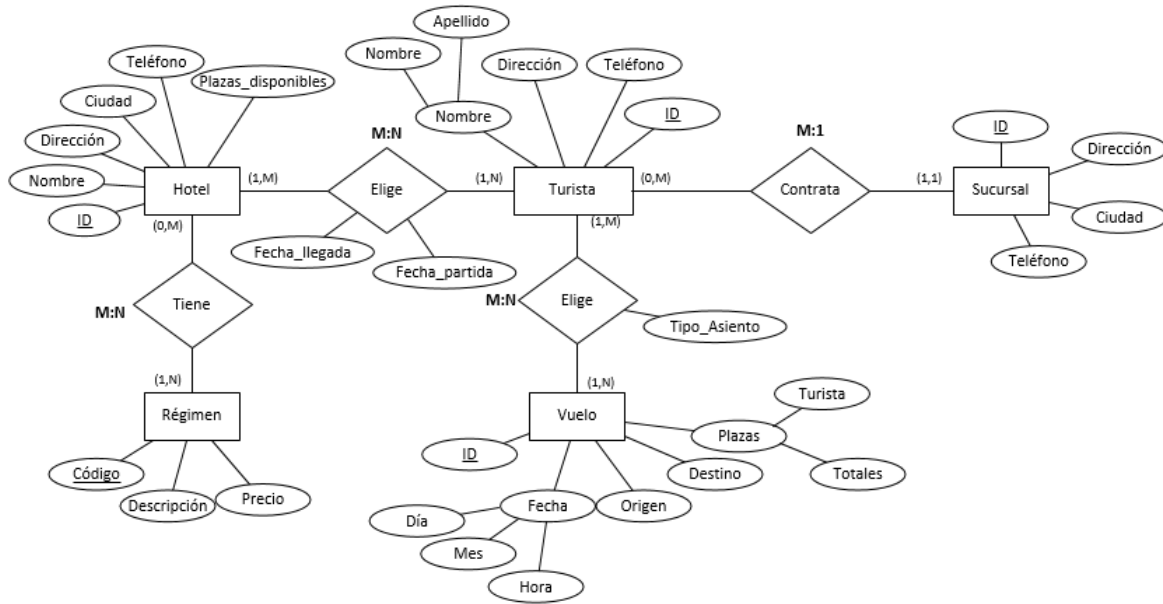 Apellido
Nombre
Teléfono
Dirección
Teléfono
Plazas_disponibles
Ciudad
Nombre
ID
M:N
M:1
ID
Dirección
Dirección
Nombre
Hotel
(1,M)
Elige
(1,N)
Turista
(0,M)
Contrata
(1,1)
Sucursal
ID
(0,M)
(1,M)
Ciudad
Fecha_llegada
Teléfono
Fecha_partida
M:N
Tiene
M:N
Elige
Tipo_Asiento
(1,N)
(1,N)
Régimen
Vuelo
Turista
Plazas
ID
Código
Destino
Totales
Descripción
Precio
Fecha
Origen
Día
Mes
Hora